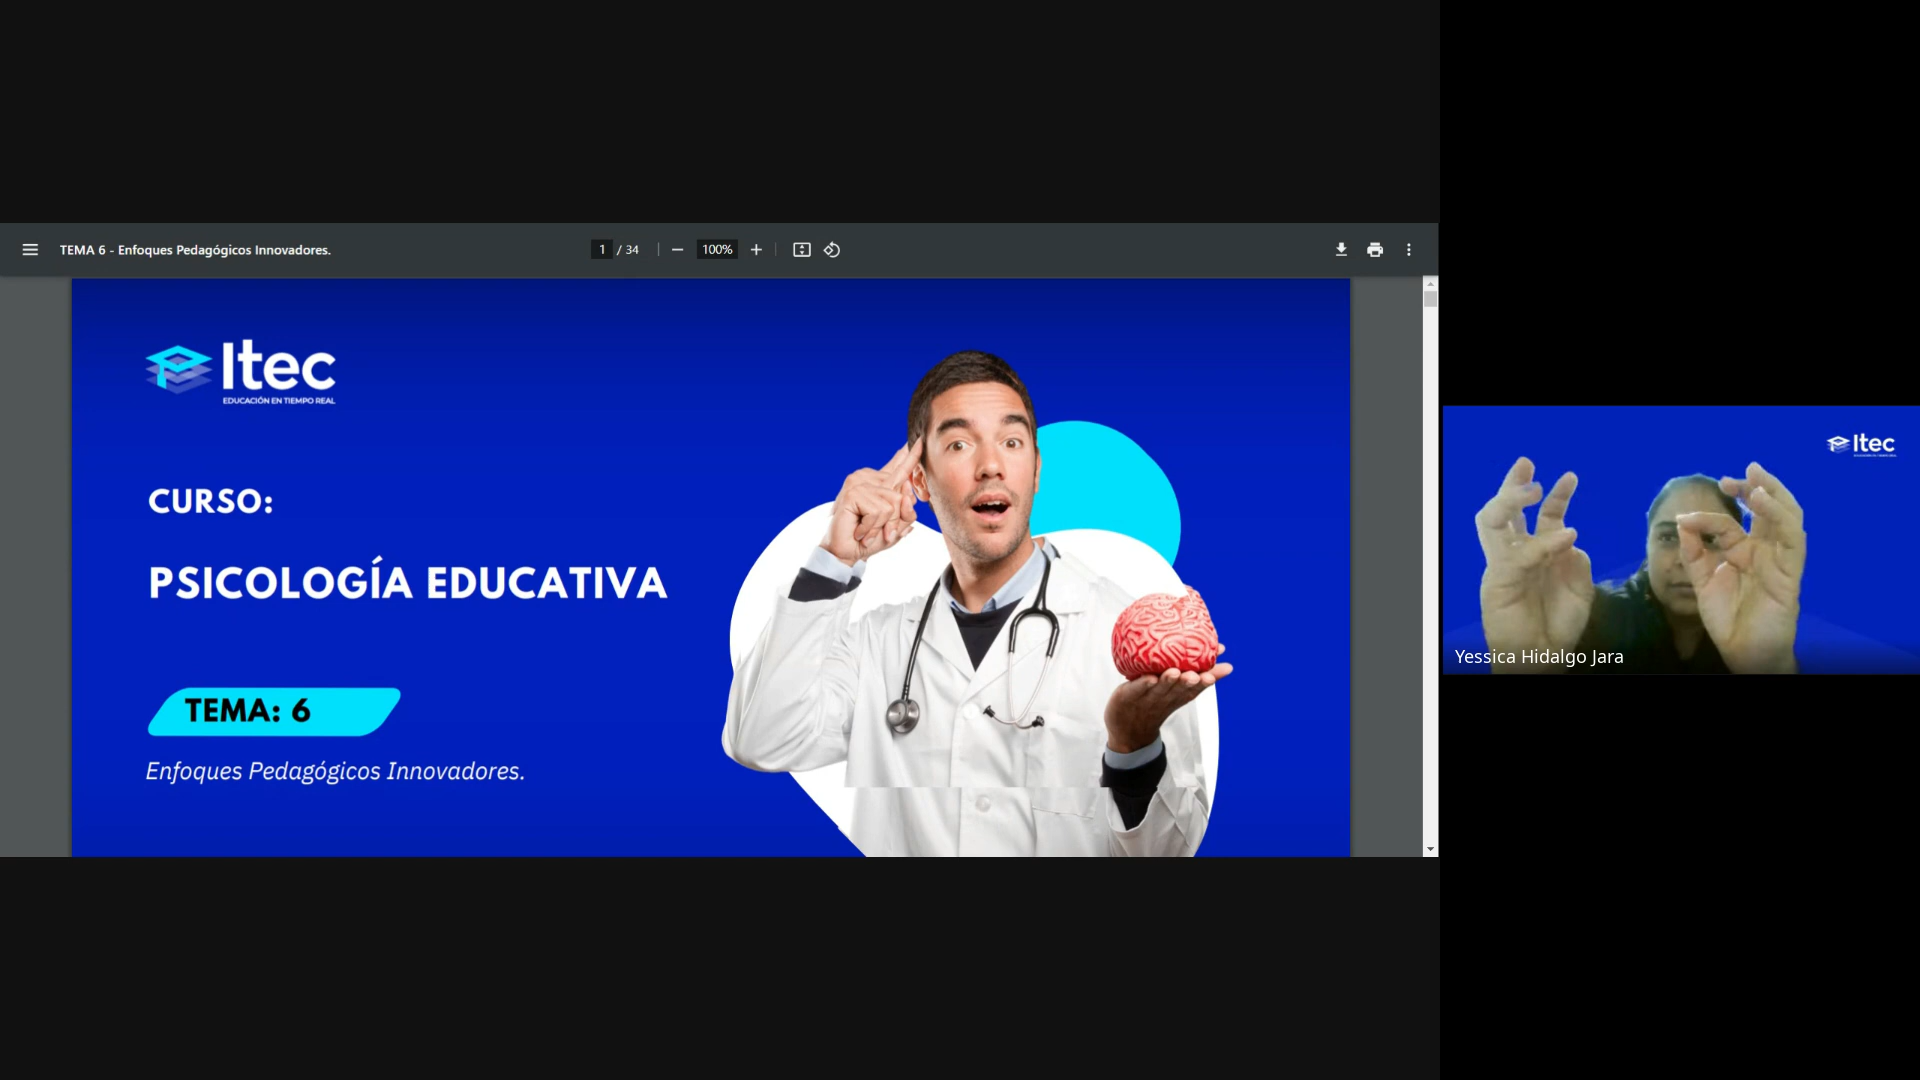 TEMA 6 - Enfoques Pedagógicos Innovadores.
1 / 34
100%
Itec
EDUCACIÓN EN TIEMPO REAL
CURSO:
PSICOLOGÍA EDUCATIVA
TEMA: 6
Enfoques Pedagógicos Innovadores.
Itec
Yessica Hidalgo Jara